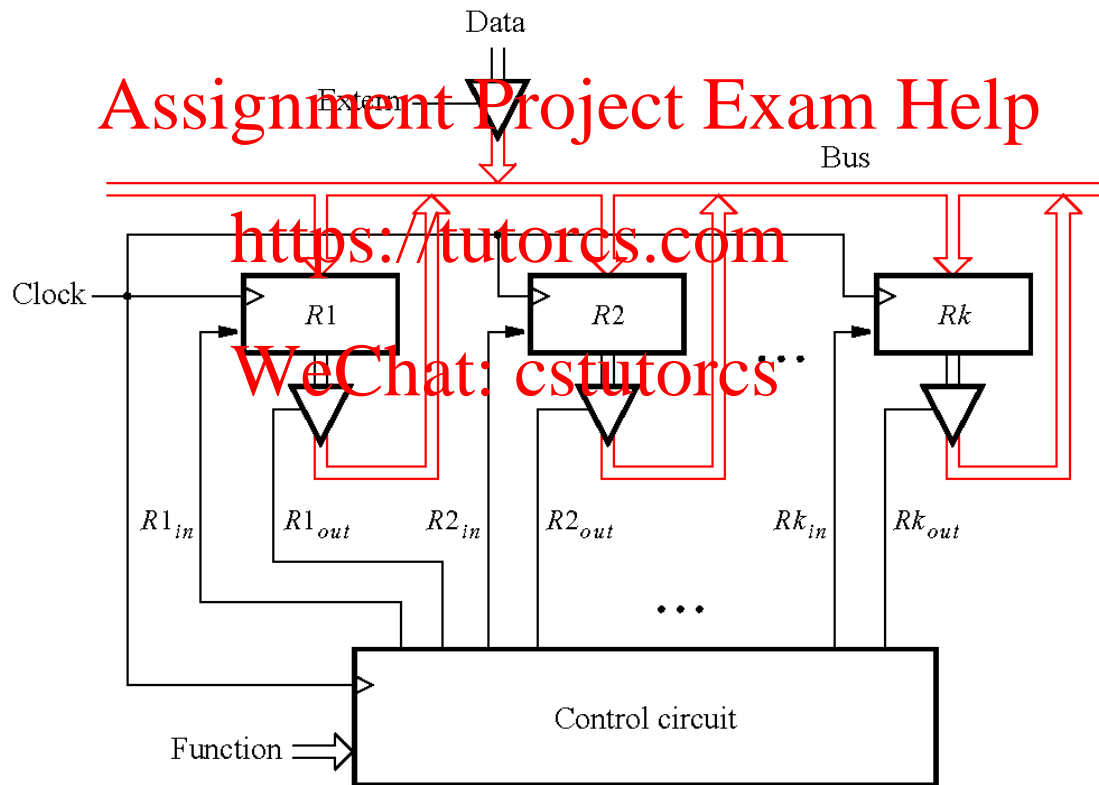 Data
Extern
Assignment Project Exam Help
Bus
https://tutorcs.com
Clock
R1
R2
Rk
...
WeChat: cstutorcs
R1in
R1out
R2in
R2out
Rkin
Rkout
...
Control circuit
Function